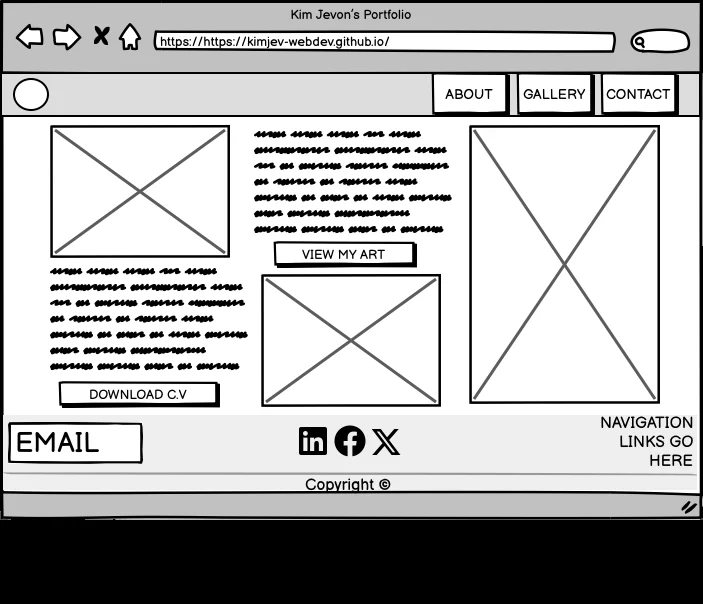 Kim Jevon's Portfolio
https://https://kimjev-webdev.github.io/
ABOUT
GALLERY
CONTACT
VIEW MY ART
DOWNLOAD C.V
EMAIL
in
NAVIGATION
LINKS GO
HERE
Copyright ©